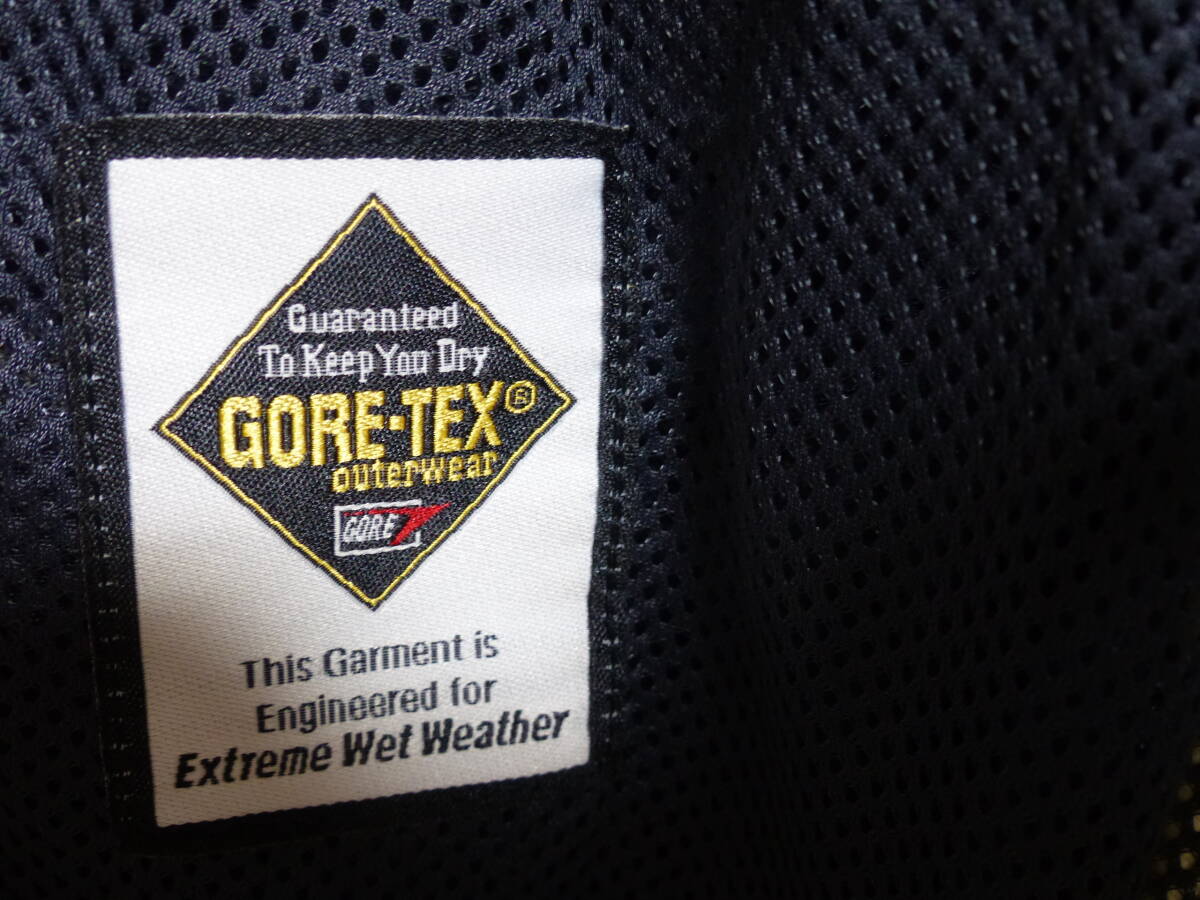 Guaranteed
To Keep You Dry
GORE-TEX®
outerwear
GORE
This Garment is
Engineered for
Extreme Wet Weather